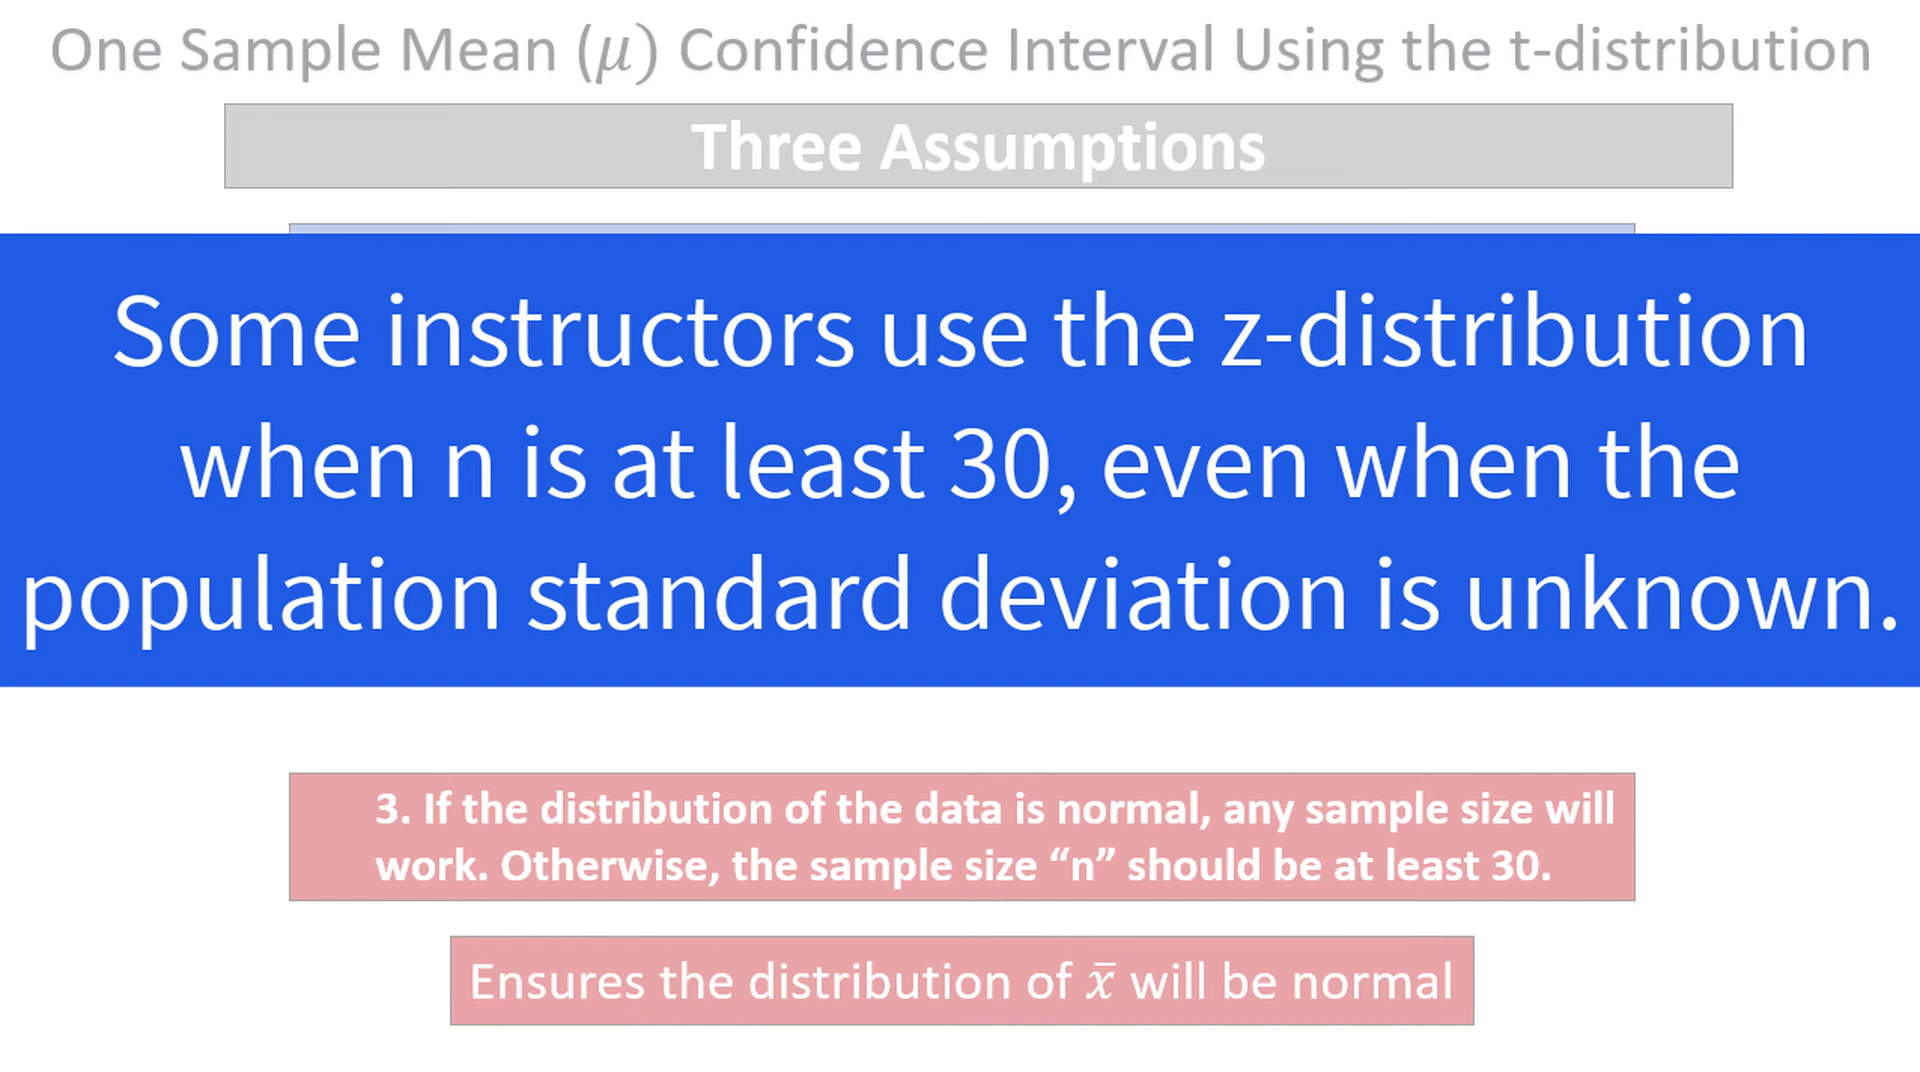 One Sample Mean (μ) Confidence Interval Using the t-distribution
Three Assumptions
Some instructors use the z-distribution
when n is at least 30, even when the
population standard deviation is unknown.
3. If the distribution of the data is normal, any sample size will
work. Otherwise, the sample size “n” should be at least 30.
Ensures the distribution of x̄ will be normal